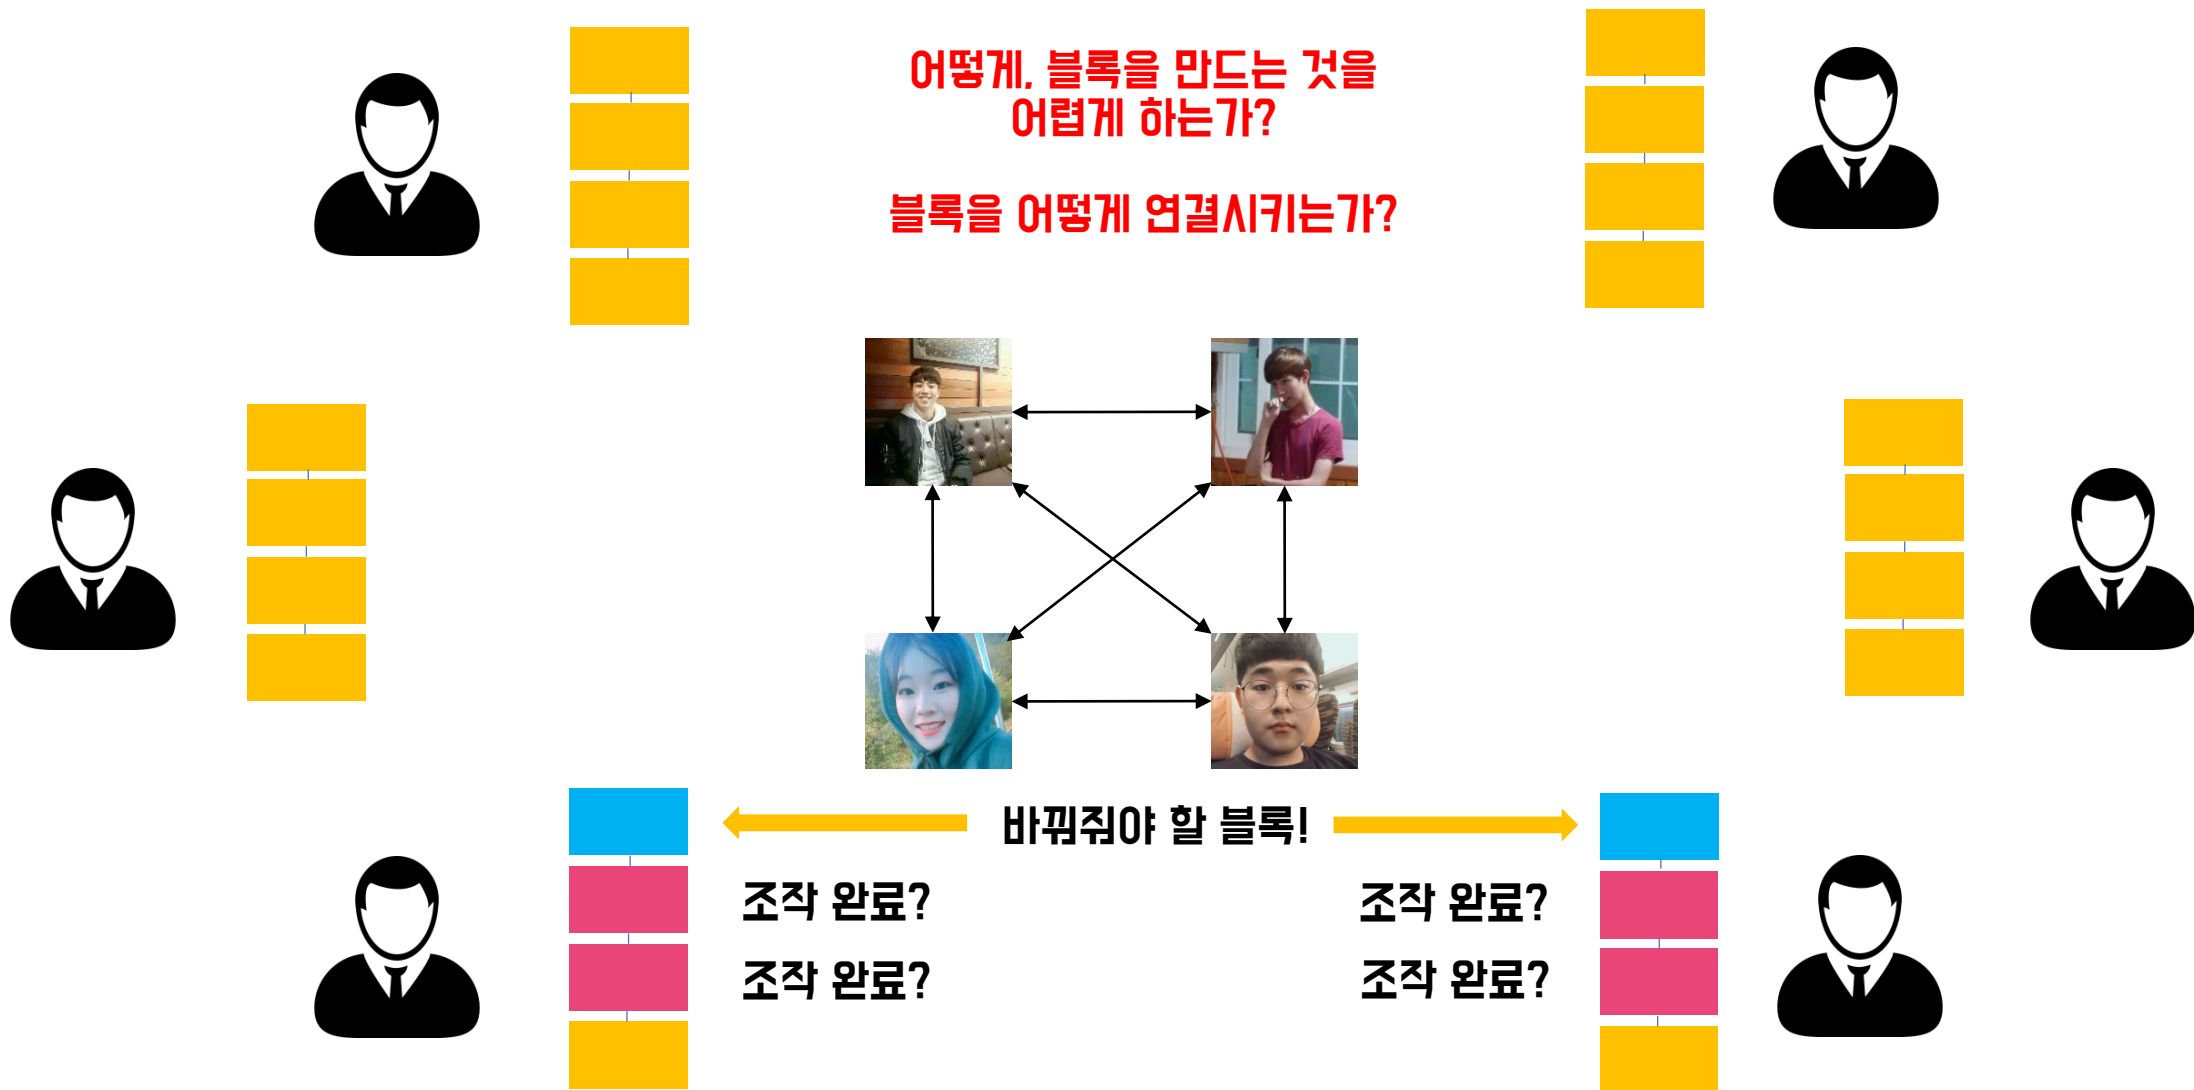 어떻게, 블록을 만드는 것을
어렵게 하는가?
블록을 어떻게 연결시키는가?
바꿔줘야 할 블록!
조작 완료?
조작 완료?
조작 완료?
조작 완료?